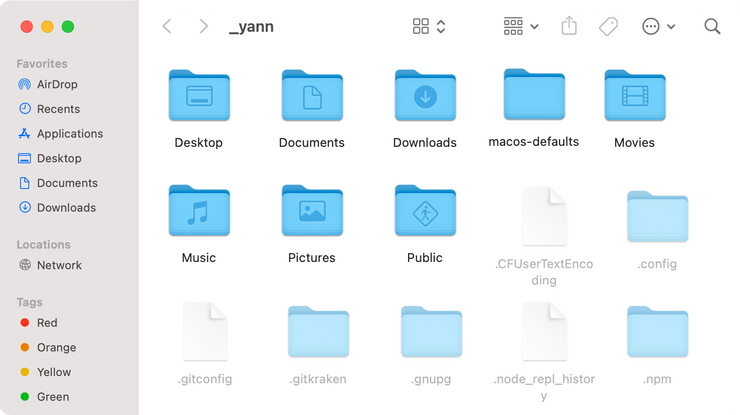 _yann
Favorites
AirDrop
Recents
Applications
Desktop
Documents
Downloads
Locations
Network
Tags
Red
Orange
Yellow
Green
Desktop
Documents
Downloads
macos-defaults
Movies
Music
Pictures
Public
.CFUserTextEnco
ding
.config
.gitconfig
.gitkraken
.gnupg
.node_repl_histor
y
.npm